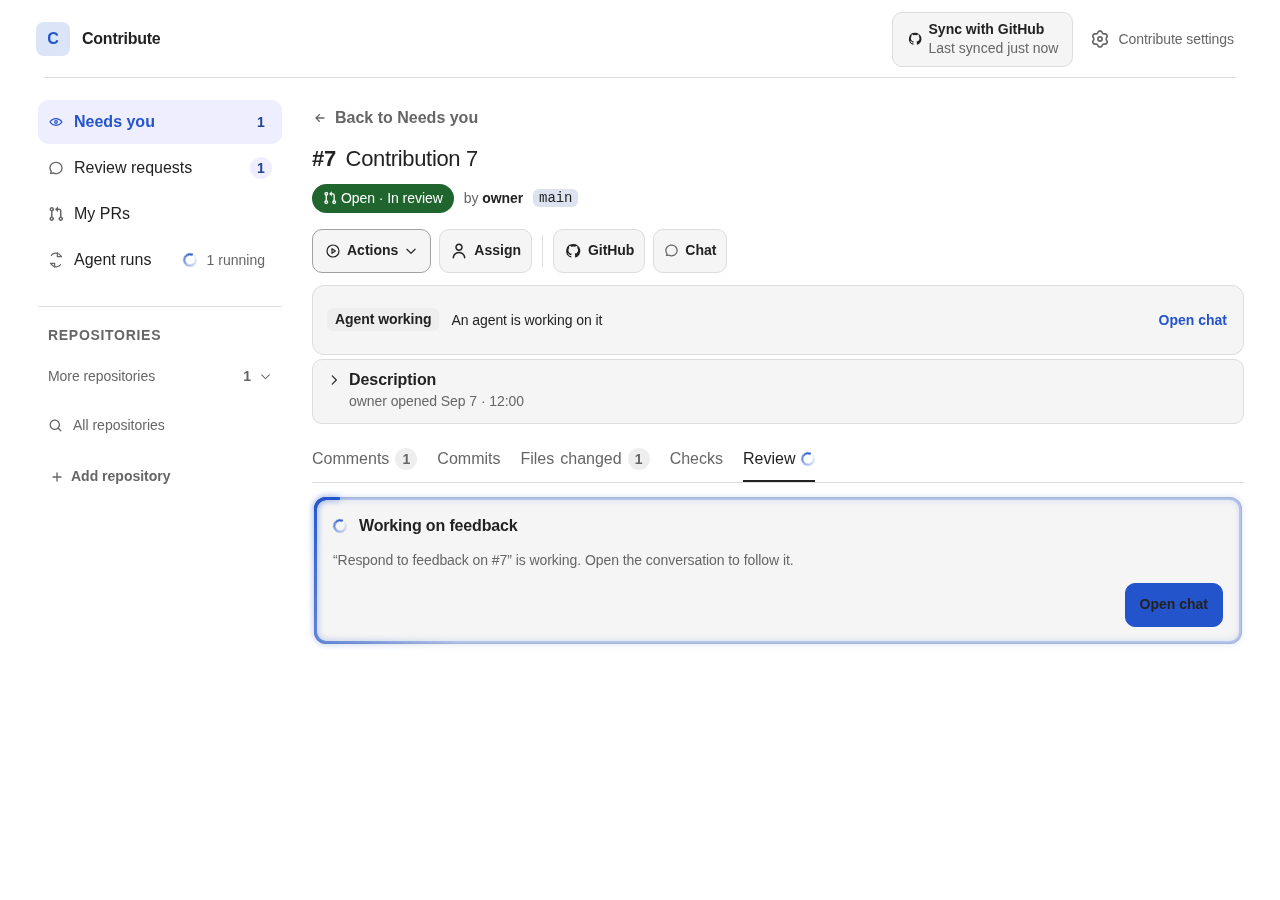 C Contribute
Sync with GitHub
Last synced just now
Contribute settings
Needs you 1
Review requests 1
My PRs
Agent runs 1 running
REPOSITORIES
More repositories 1
All repositories
Add repository
Back to Needs you
#7 Contribution 7
Open · In review by owner main
Actions Assign GitHub Chat
Agent working An agent is working on it Open chat
Description
owner opened Sep 7 · 12:00
Comments 1 Commits Files changed 1 Checks Review
Working on feedback
“Respond to feedback on #7” is working. Open the conversation to follow it.
Open chat